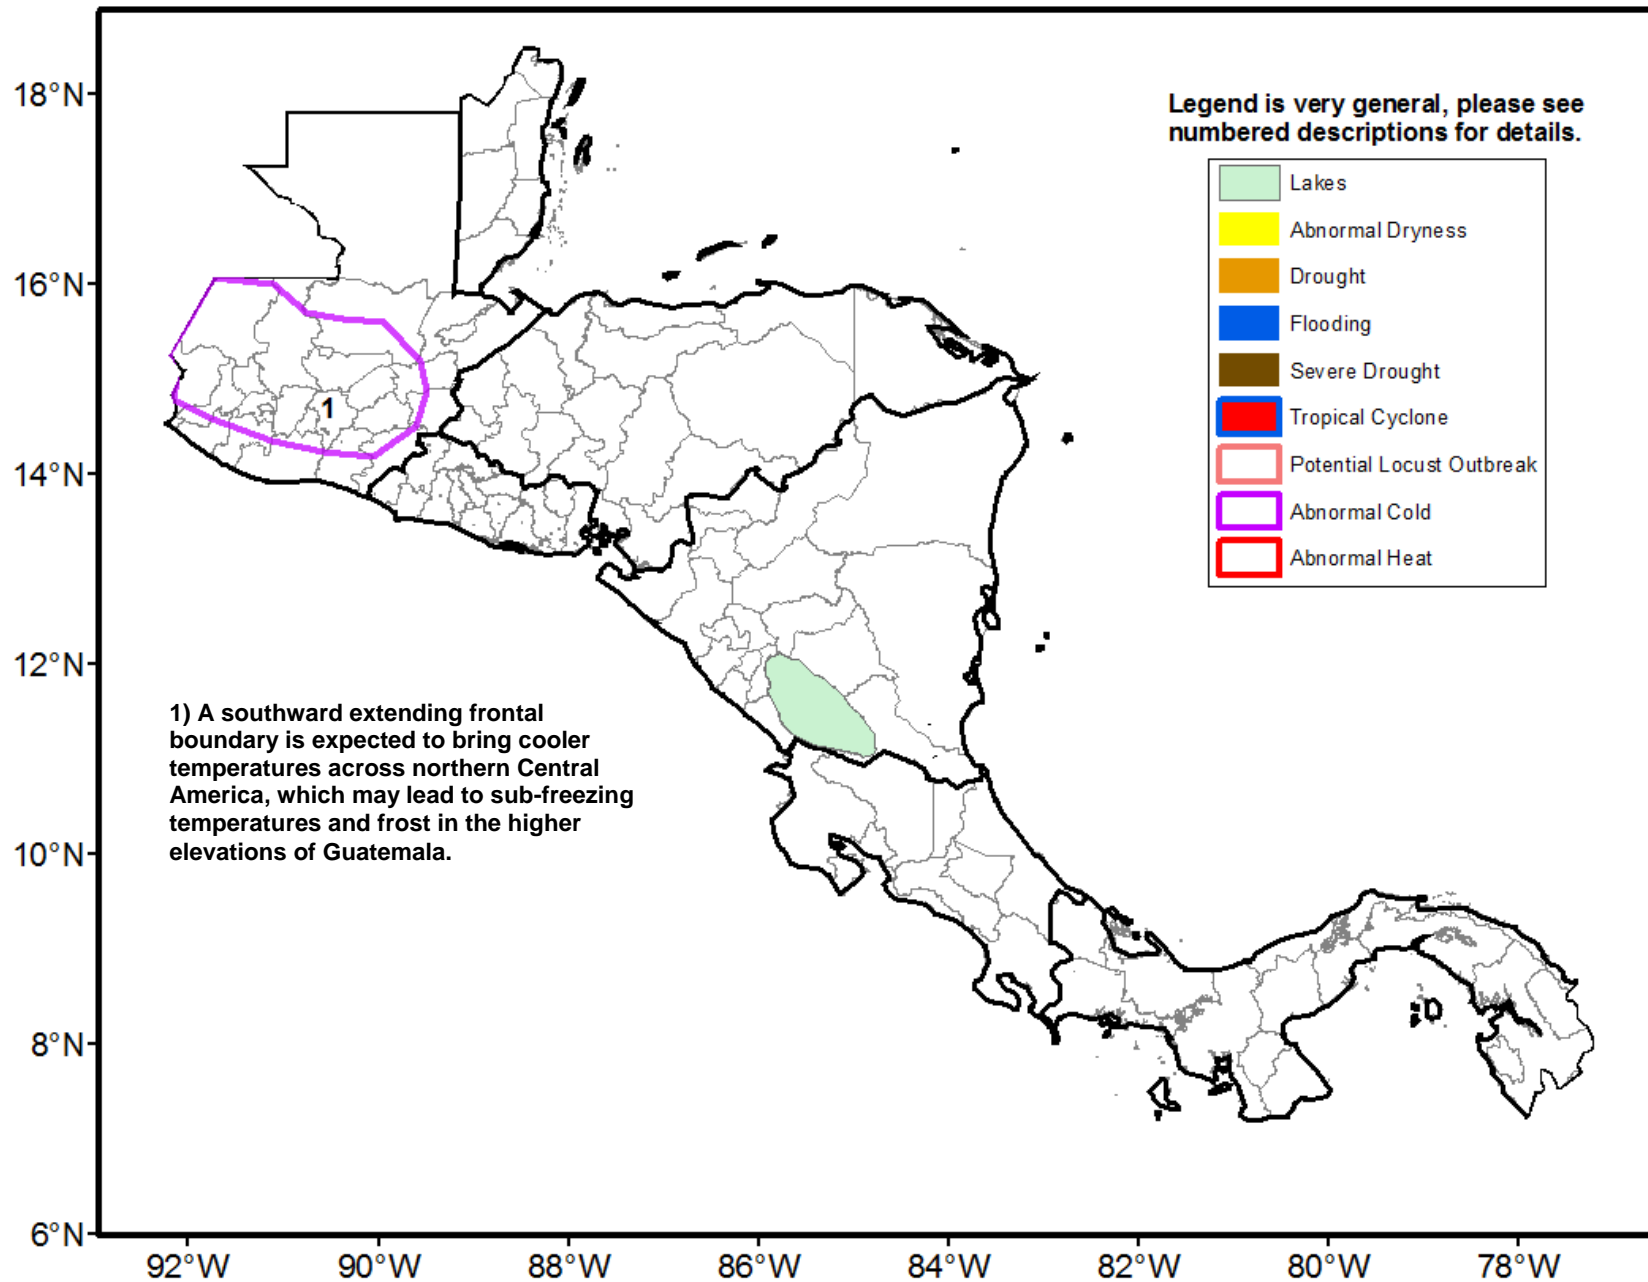 Legend is very general, please see
numbered descriptions for details.
Lakes
Abnormal Dryness
Drought
Flooding
Severe Drought
Tropical Cyclone
Potential Locust Outbreak
Abnormal Cold
Abnormal Heat
18°N
16°N
14°N
12°N
10°N
8°N
6°N
1
1) A southward extending frontal
boundary is expected to bring cooler
temperatures across northern Central
America, which may lead to sub-freezing
temperatures and frost in the higher
elevations of Guatemala.
92°W
90°W
88°W
86°W
84°W
82°W
80°W
78°W